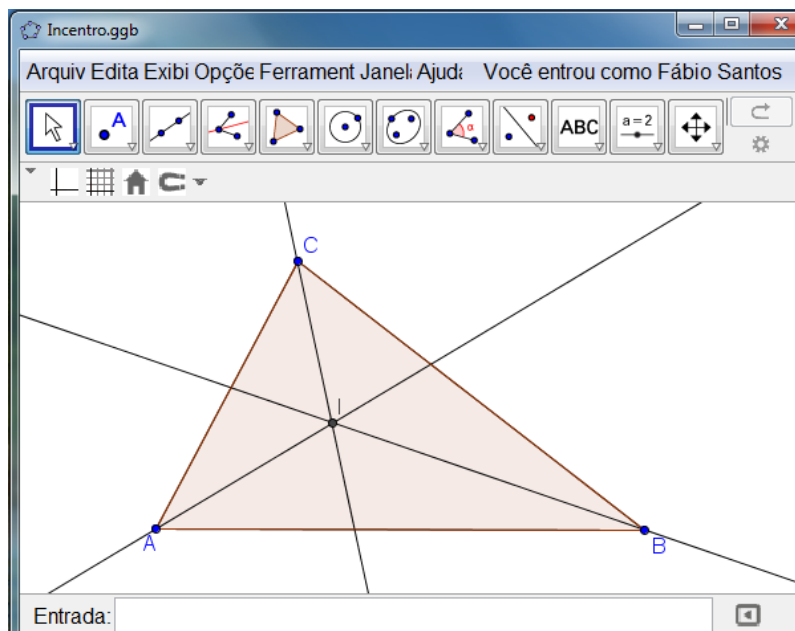 Incentro.ggb
Arquiv Edita Exibi Opçõe Ferrament Janel Ajuda Você entrou como Fábio Santos
A α a=2 ABC
C
I
A
B
Entrada: